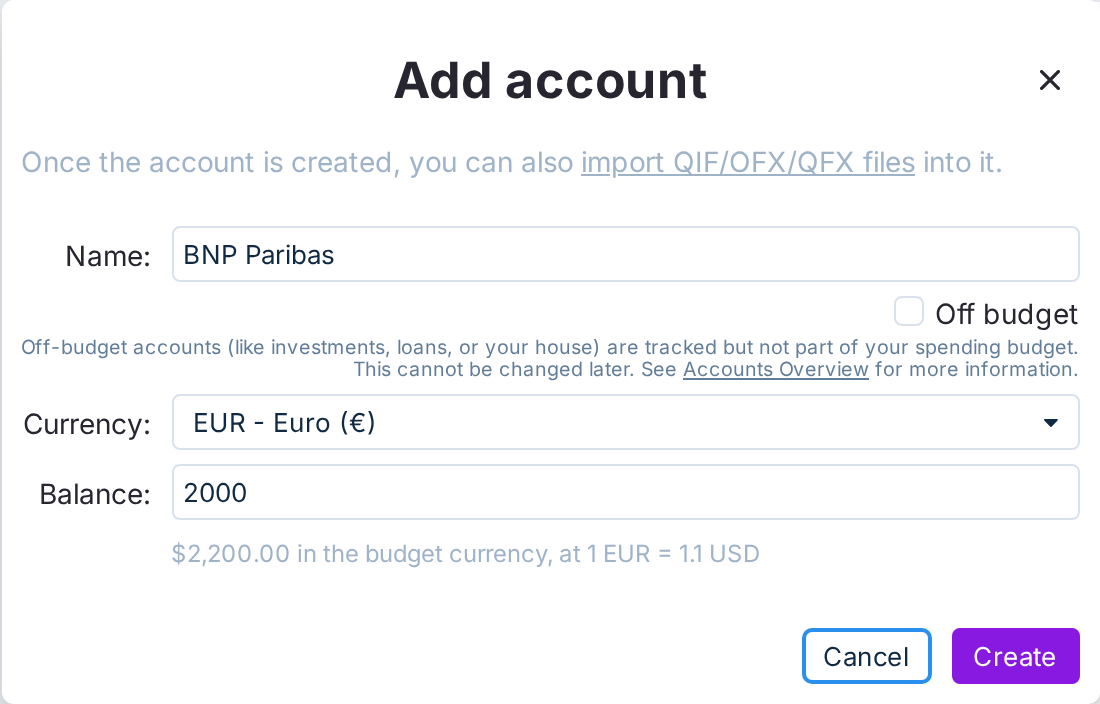 Add account
Once the account is created, you can also import QIF/OFX/QFX files into it.
Name: BNP Paribas
Off budget
Off-budget accounts (like investments, loans, or your house) are tracked but not part of your spending budget.
This cannot be changed later. See Accounts Overview for more information.
Currency: EUR - Euro (€)
Balance: 2000
$2,200.00 in the budget currency, at 1 EUR = 1.1 USD
Cancel Create